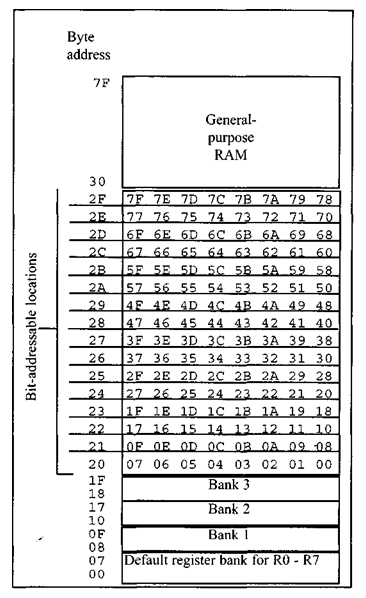 Byte
address
7F
General-
purpose
RAM
30
2F 7F 7E 7D 7C 7B 7A 79 78
2E 77 76 75 74 73 72 71 70
2D 6F 6E 6D 6C 6B 6A 69 68
2C 67 66 65 64 63 62 61 60
2B 5F 5E 5D 5C 5B 5A 59 58
2A 57 56 55 54 53 52 51 50
29 4F 4E 4D 4C 4B 4A 49 48
28 47 46 45 44 43 42 41 40
27 3F 3E 3D 3C 3B 3A 39 38
26 37 36 35 34 33 32 31 30
25 2F 2E 2D 2C 2B 2A 29 28
24 27 26 25 24 23 22 21 20
23 1F 1E 1D 1C 1B 1A 19 18
22 17 16 15 14 13 12 11 10
21 0F 0E 0D 0C 0B 0A 09 08
20 07 06 05 04 03 02 01 00
Bit-addressable locations
1F Bank 3
18
17 Bank 2
10
0F Bank 1
08
07 Default register bank for R0 - R7
00